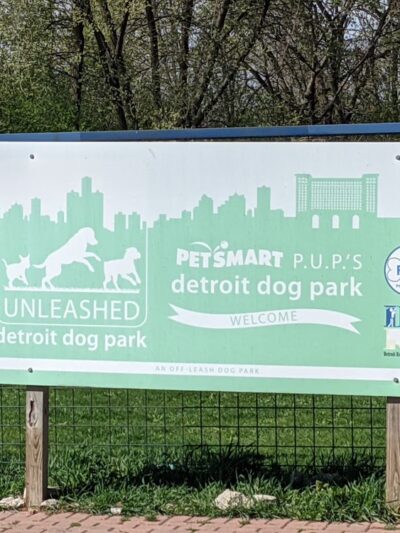 UNLEASHED
detroit dog park
PETSMART P.U.P.'S
detroit dog park
WELCOME
AN OFF-LEASH DOG PARK